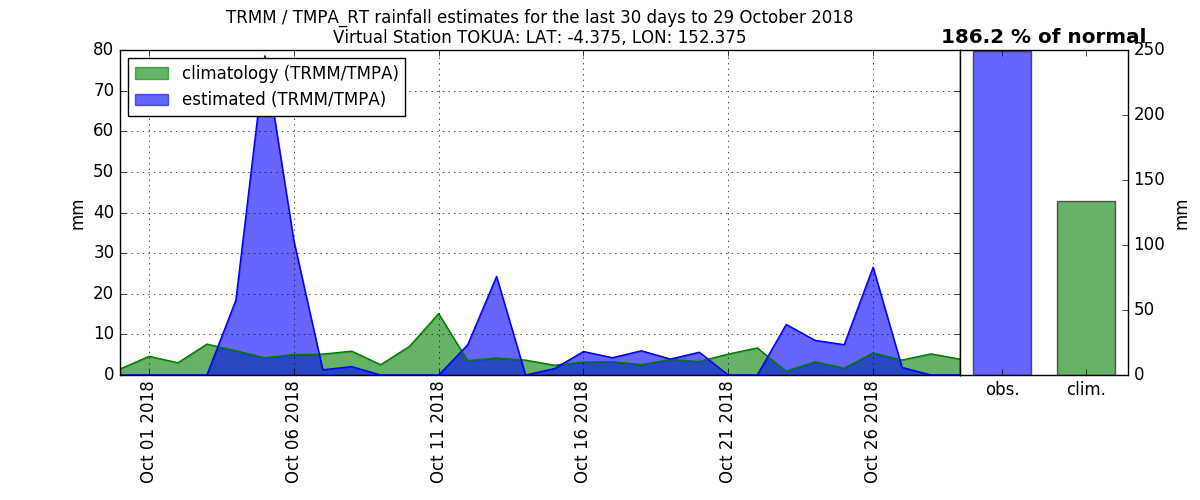 TRMM / TMPA_RT rainfall estimates for the last 30 days to 29 October 2018
Virtual Station TOKUA: LAT: -4.375, LON: 152.375
186.2 % of normal
climatology (TRMM/TMPA)
estimated (TRMM/TMPA)
mm
80
70
60
50
40
30
20
10
0
Oct 01 2018
Oct 06 2018
Oct 11 2018
Oct 16 2018
Oct 21 2018
Oct 26 2018
250
200
150
100
50
0
mm
obs.
clim.